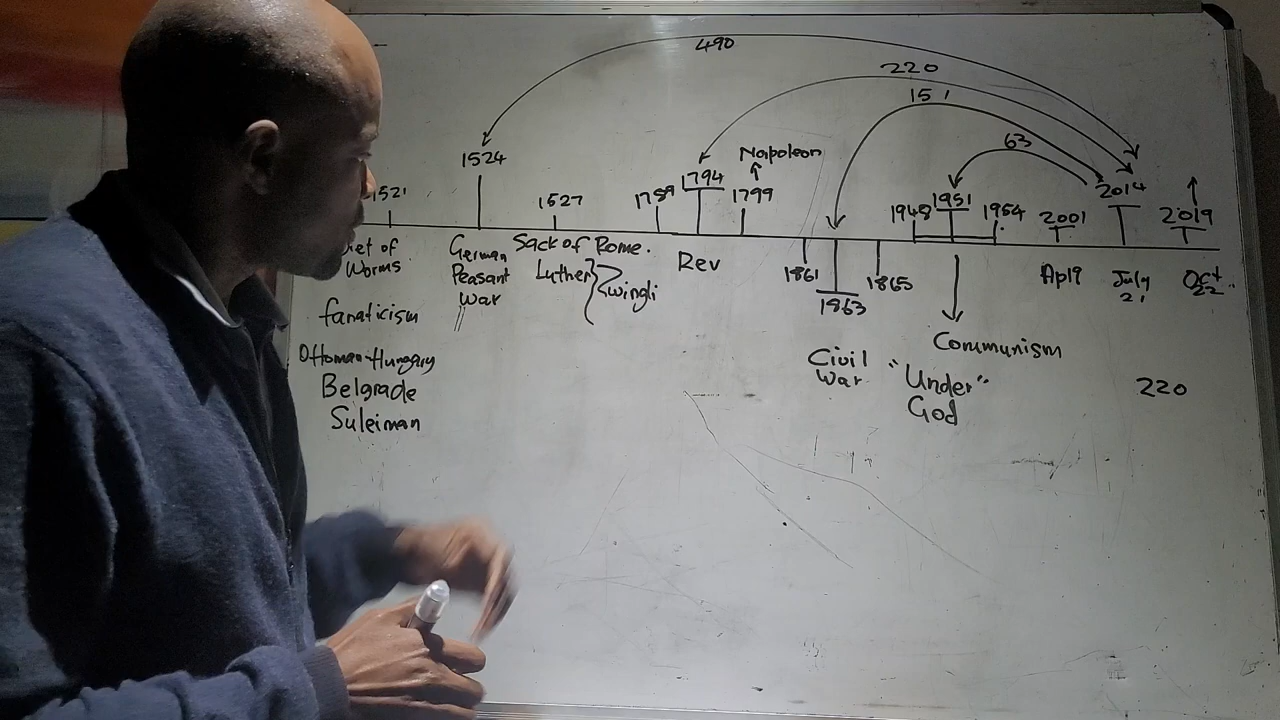 490
220
151
63
1524
Napoleon
1521
1527
1789
1794
1799
1948
1951
1954
2001
2014
2019
Diet of
Worms
German
Peasant
War
Sack of Rome.
Luther
Zwingli
Rev
1861
1863
1865
Ap19
July
21
Oct
22
fanaticism
Ottoman-Hungary
Belgrade
Suleiman
Civil
War
Communism
"Under"
God
220